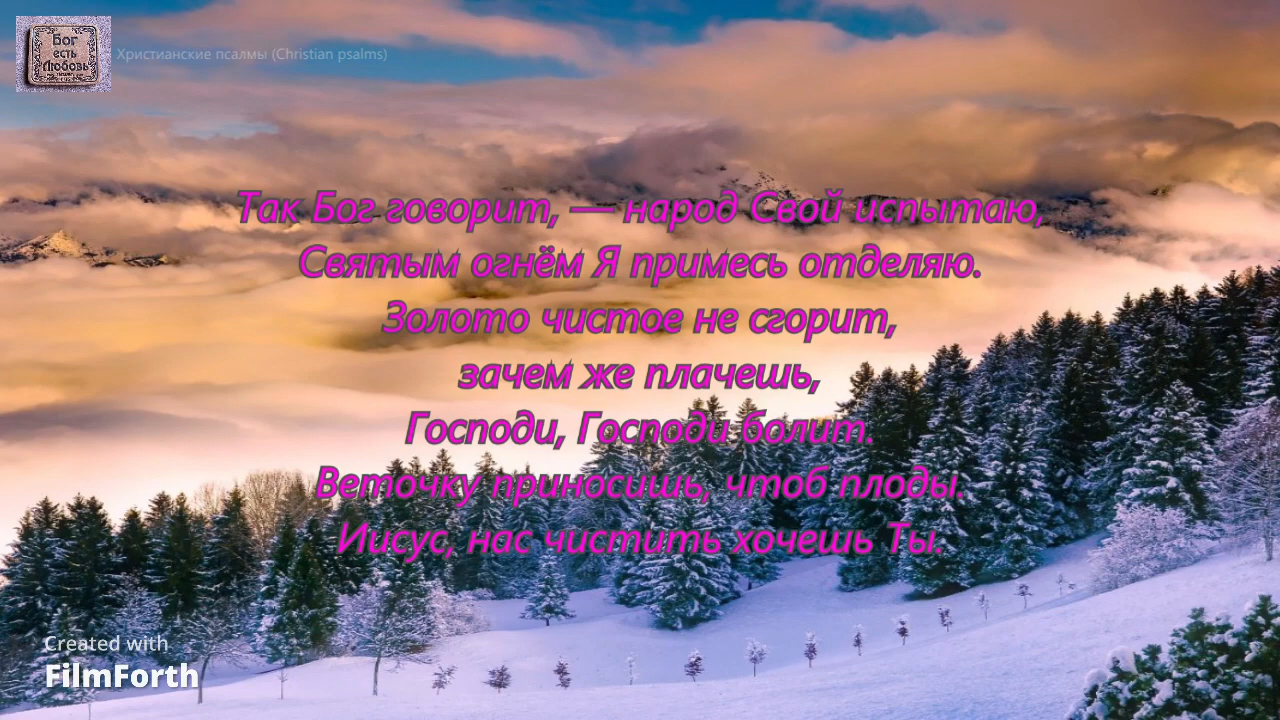 Бог
есть
Любовь
Христианские псалмы (Christian psalms)
Так Бог говорит, — народ Свой испытаю,
Святым огнём Я примесь отделяю.
Золото чистое не сгорит,
зачем же плачешь,
Господи, Господи болит.
Веточку приносишь, чтоб плоды.
Иисус, нас чистить хочешь Ты.
Created with
FilmForth